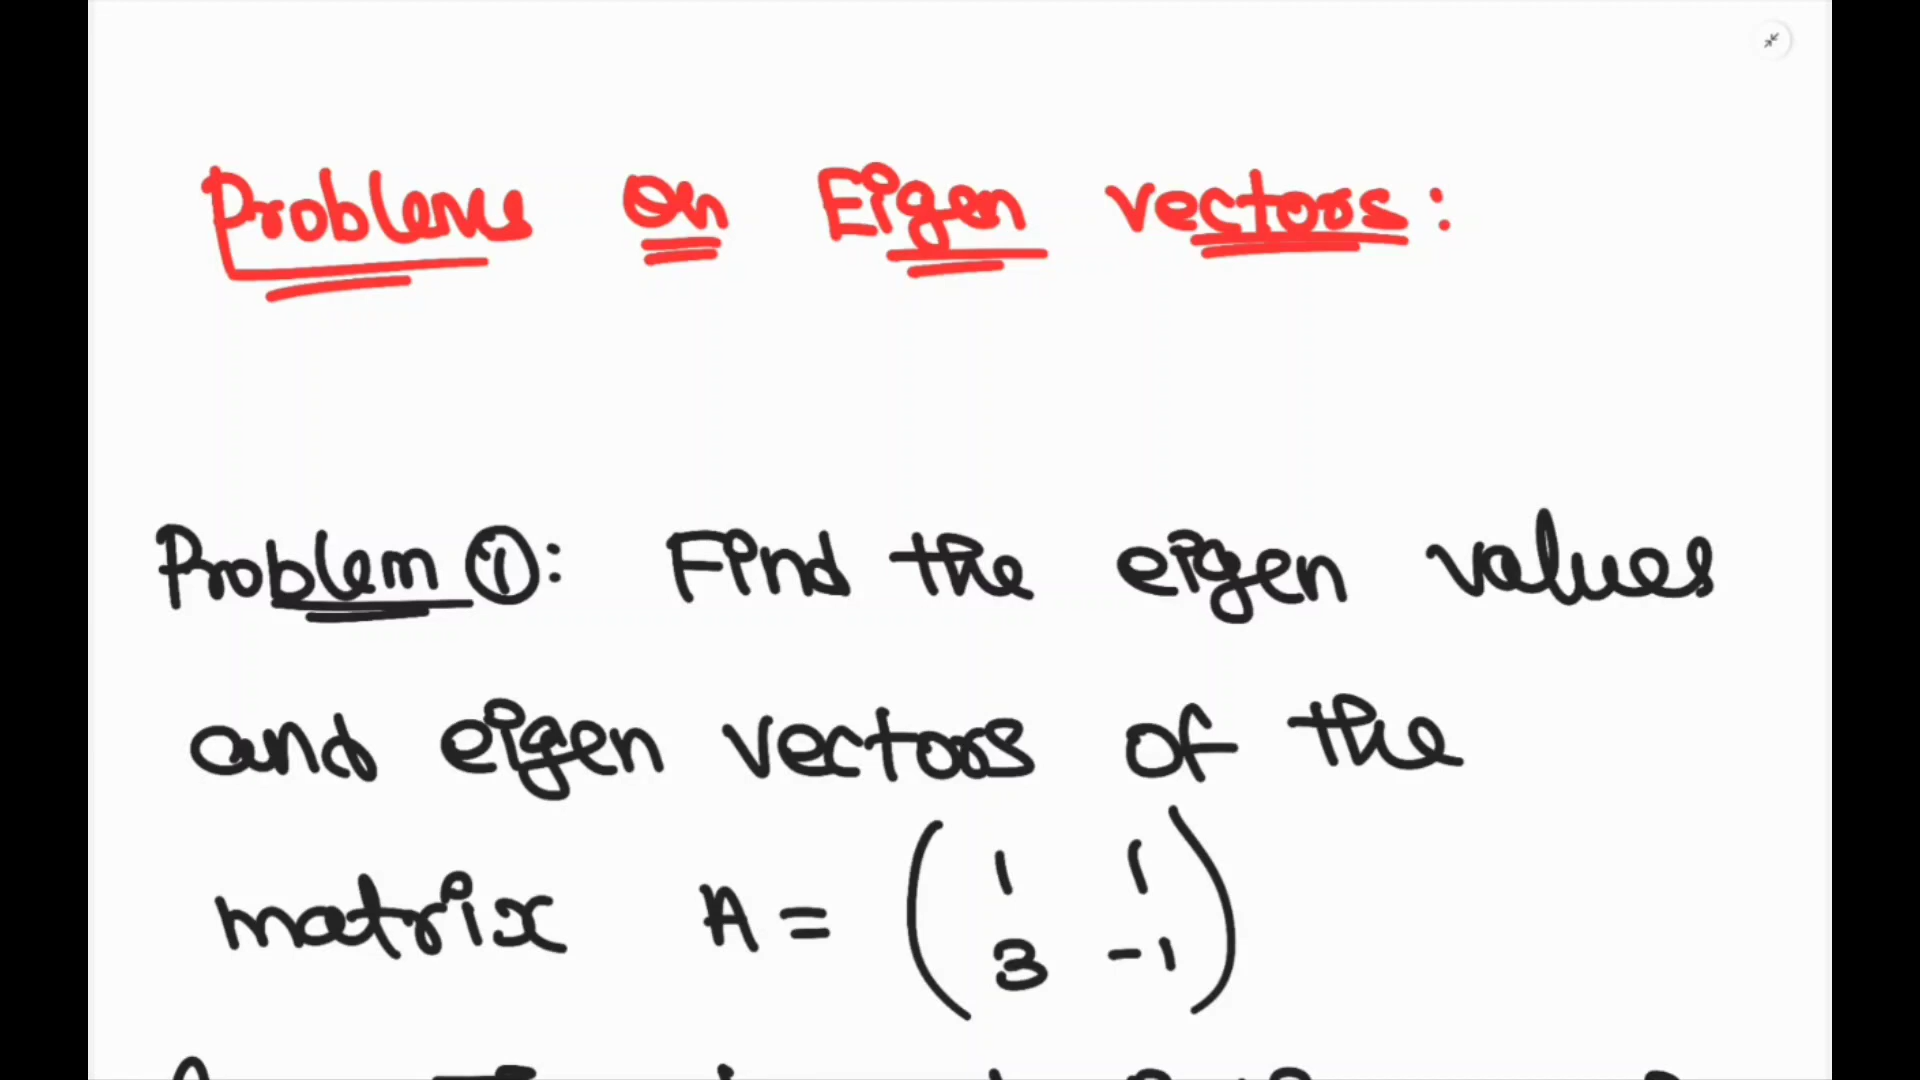 Problems on Eigen vectors:
Problem ①: Find the eigen values
and eigen vectors of the
matrix A = ( 1 1
3 -1 )